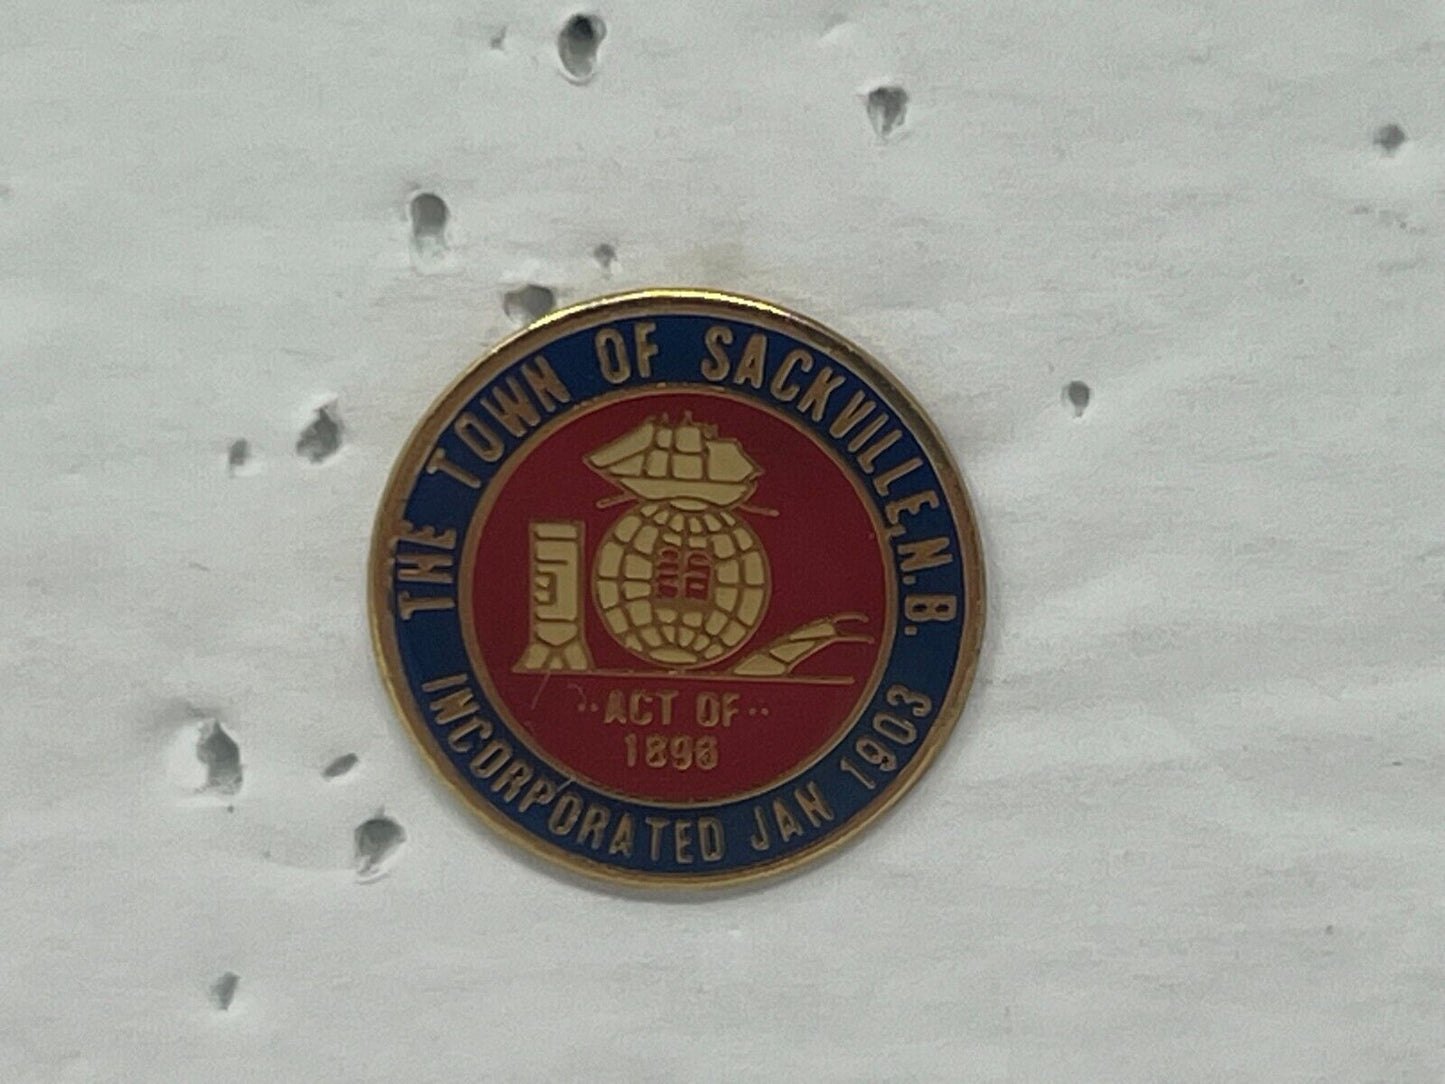 THE TOWN OF SACKVILLE, N.B.
ACT OF
1896
INCORPORATED JAN 1903